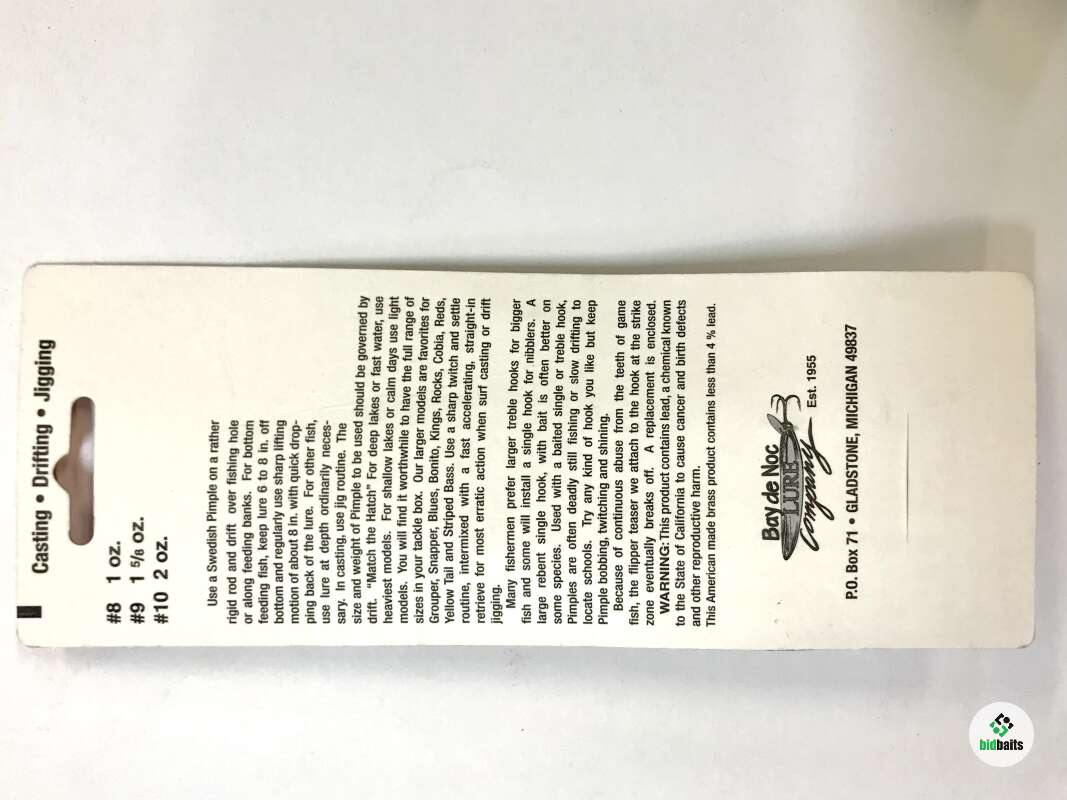 Casting • Drifting • Jigging
#8 1 oz.
#9 1 5/8 oz.
#10 2 oz.
Use a Swedish Pimple on a rather
rigid rod and drift over fishing hole
or along feeding banks. For bottom
feeding fish, keep lure 6 to 8 in. off
bottom and regularly use sharp lifting
motion of about 8 in. with quick drop-
ping back of the lure. For other fish,
use lure at depth ordinarily neces-
sary. In casting, use jig routine. The
size and weight of Pimple to be used should be governed by
drift. "Match the Hatch" For deep lakes or fast water, use
heaviest models. For shallow lakes or calm days use light
models. You will find it worthwhile to have the full range of
sizes in your tackle box. Our larger models are favorites for
Grouper, Snapper, Blues, Bonito, Kings, Rocks, Cobia, Reds,
Yellow Tail and Striped Bass. Use a sharp twitch and settle
routine, intermixed with a fast accelerating, straight-in
retrieve for most erratic action when surf casting or drift
jigging.
Many fishermen prefer larger treble hooks for bigger
fish and some will install a single hook for nibblers. A
large rebent single hook, with bait is often better on
some species. Used with a baited single or treble hook,
Pimples are often deadly still fishing or slow drifting to
locate schools. Try any kind of hook you like but keep
Pimple bobbing, twitching and shining.
Because of continuous abuse from the teeth of game
fish, the flipper teaser we attach to the hook at the strike
zone eventually breaks off. A replacement is enclosed.
WARNING: This product contains lead, a chemical known
to the State of California to cause cancer and birth defects
and other reproductive harm.
This American made brass product contains less than 4 % lead.
Bay de Noc
LURE
Company
Est. 1955
P.O. Box 71 • GLADSTONE, MICHIGAN 49837
bidbaits